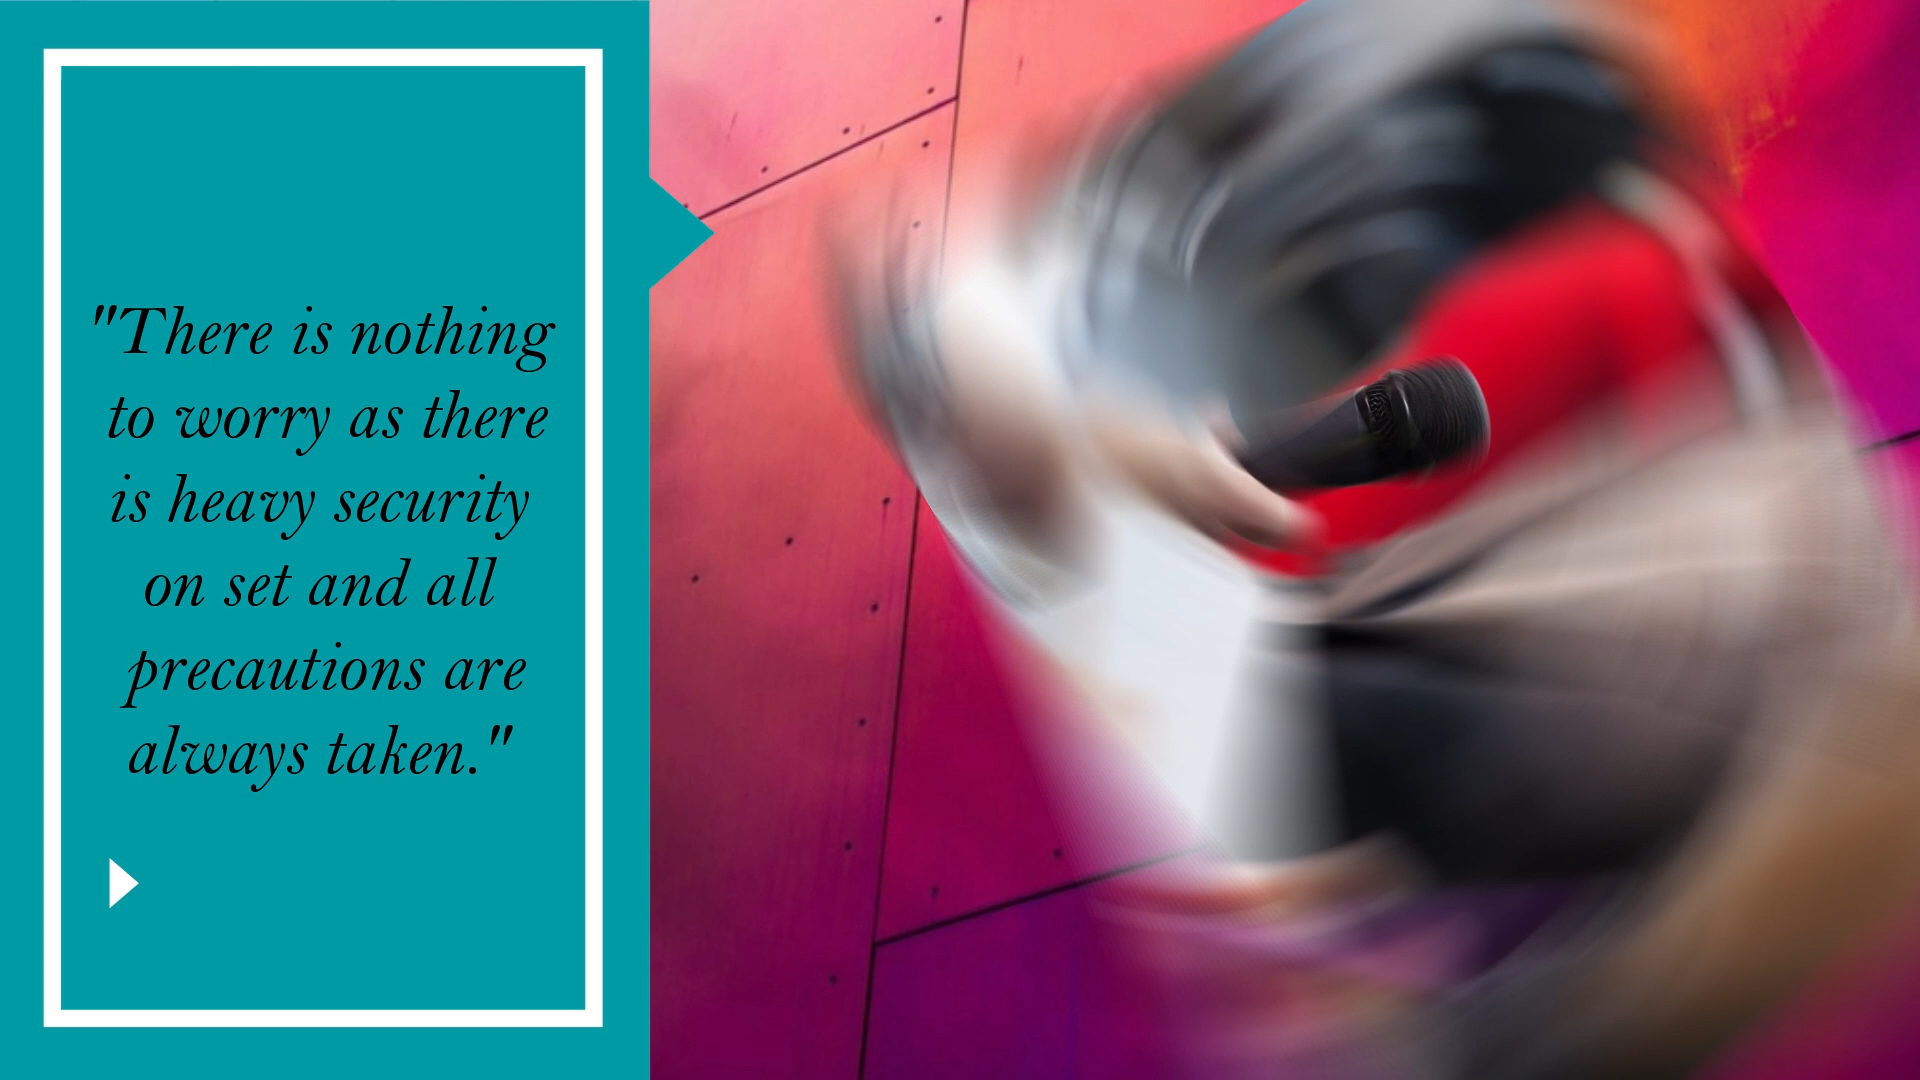 "There is nothing
to worry as there
is heavy security
on set and all
precautions are
always taken."